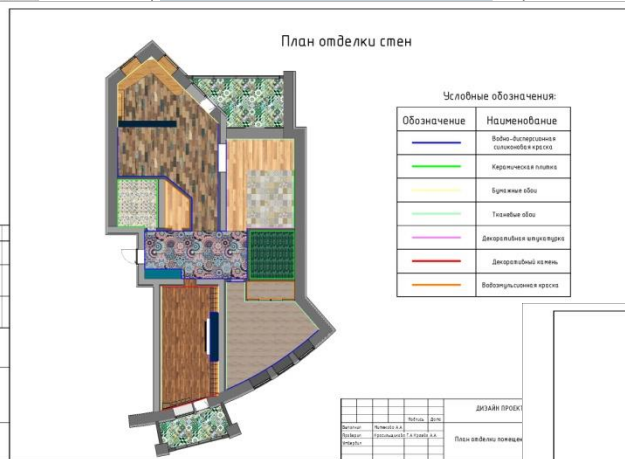 План отделки стен
Условные обозначения:
Обозначение
Наименование
Водно-дисперсионная
силиконовая краска
Керамическая плитка
Бумажные обои
Тканевые обои
Декоративная штукатурка
Декоративный камень
Водоэмульсионная краска
Дата
ДИЗАЙН ПРОЕКТ
План отделки